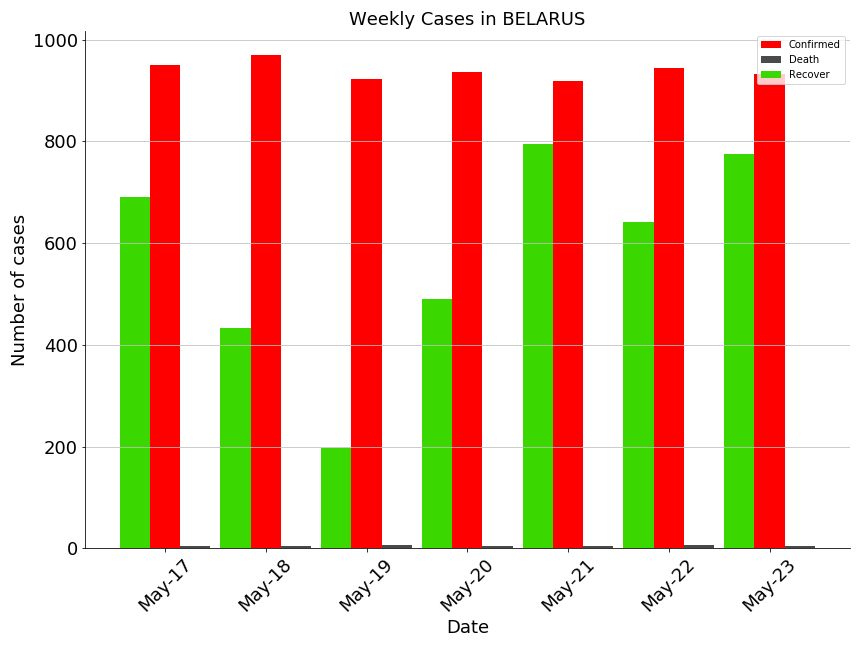 Weekly Cases in BELARUS
Confirmed
Death
Recover
1000
800
600
400
200
0
Number of cases
May-17
May-18
May-19
May-20
May-21
May-22
May-23
Date